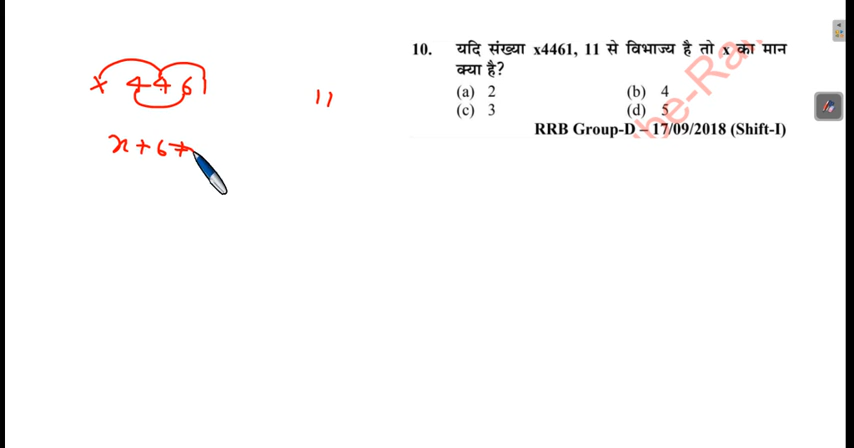 10. यदि संख्या x4461, 11 से विभाज्य है तो x का मान
क्या है?
(a) 2 (b) 4
(c) 3 (d) 5
RRB Group-D – 17/09/2018 (Shift-I)
x 4 4 6 1
11
x + 6 +